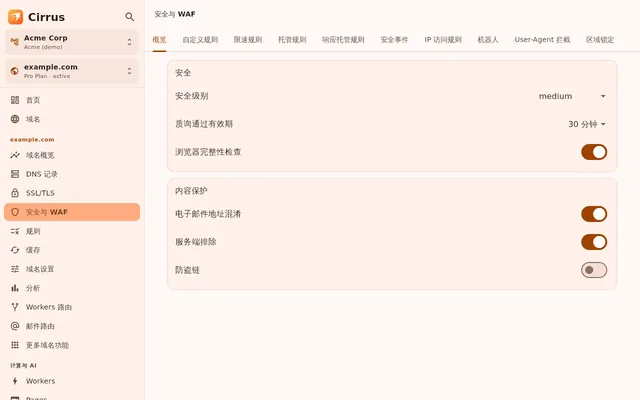 Cirrus
Acme Corp
Acme (demo)
example.com
Pro Plan · active
首页
域名
example.com
域名概览
DNS 记录
SSL/TLS
安全与 WAF
规则
缓存
域名设置
分析
Workers 路由
邮件路由
更多域名功能
计算与 AI
Workers
Pages
安全与 WAF
概览 自定义规则 限速规则 托管规则 响应托管规则 安全事件 IP 访问规则 机器人 User-Agent 拦截 区域锁定
安全
安全级别 medium
质询通过有效期 30 分钟
浏览器完整性检查
内容保护
电子邮件地址混淆
服务端排除
防盗链